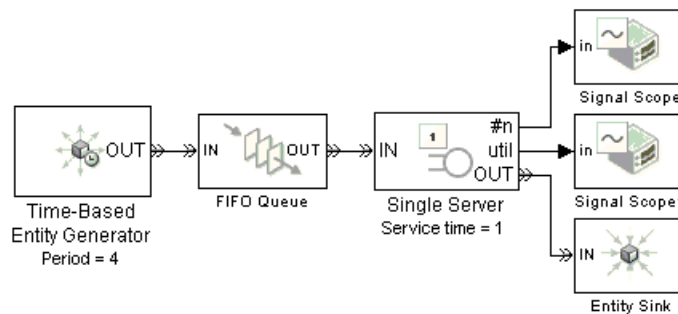 in
Signal Scope
OUT
Time-Based
Entity Generator
Period = 4
IN
OUT
FIFO Queue
IN
1
#n
util
OUT
Single Server
Service time = 1
in
Signal Scope1
IN
Entity Sink